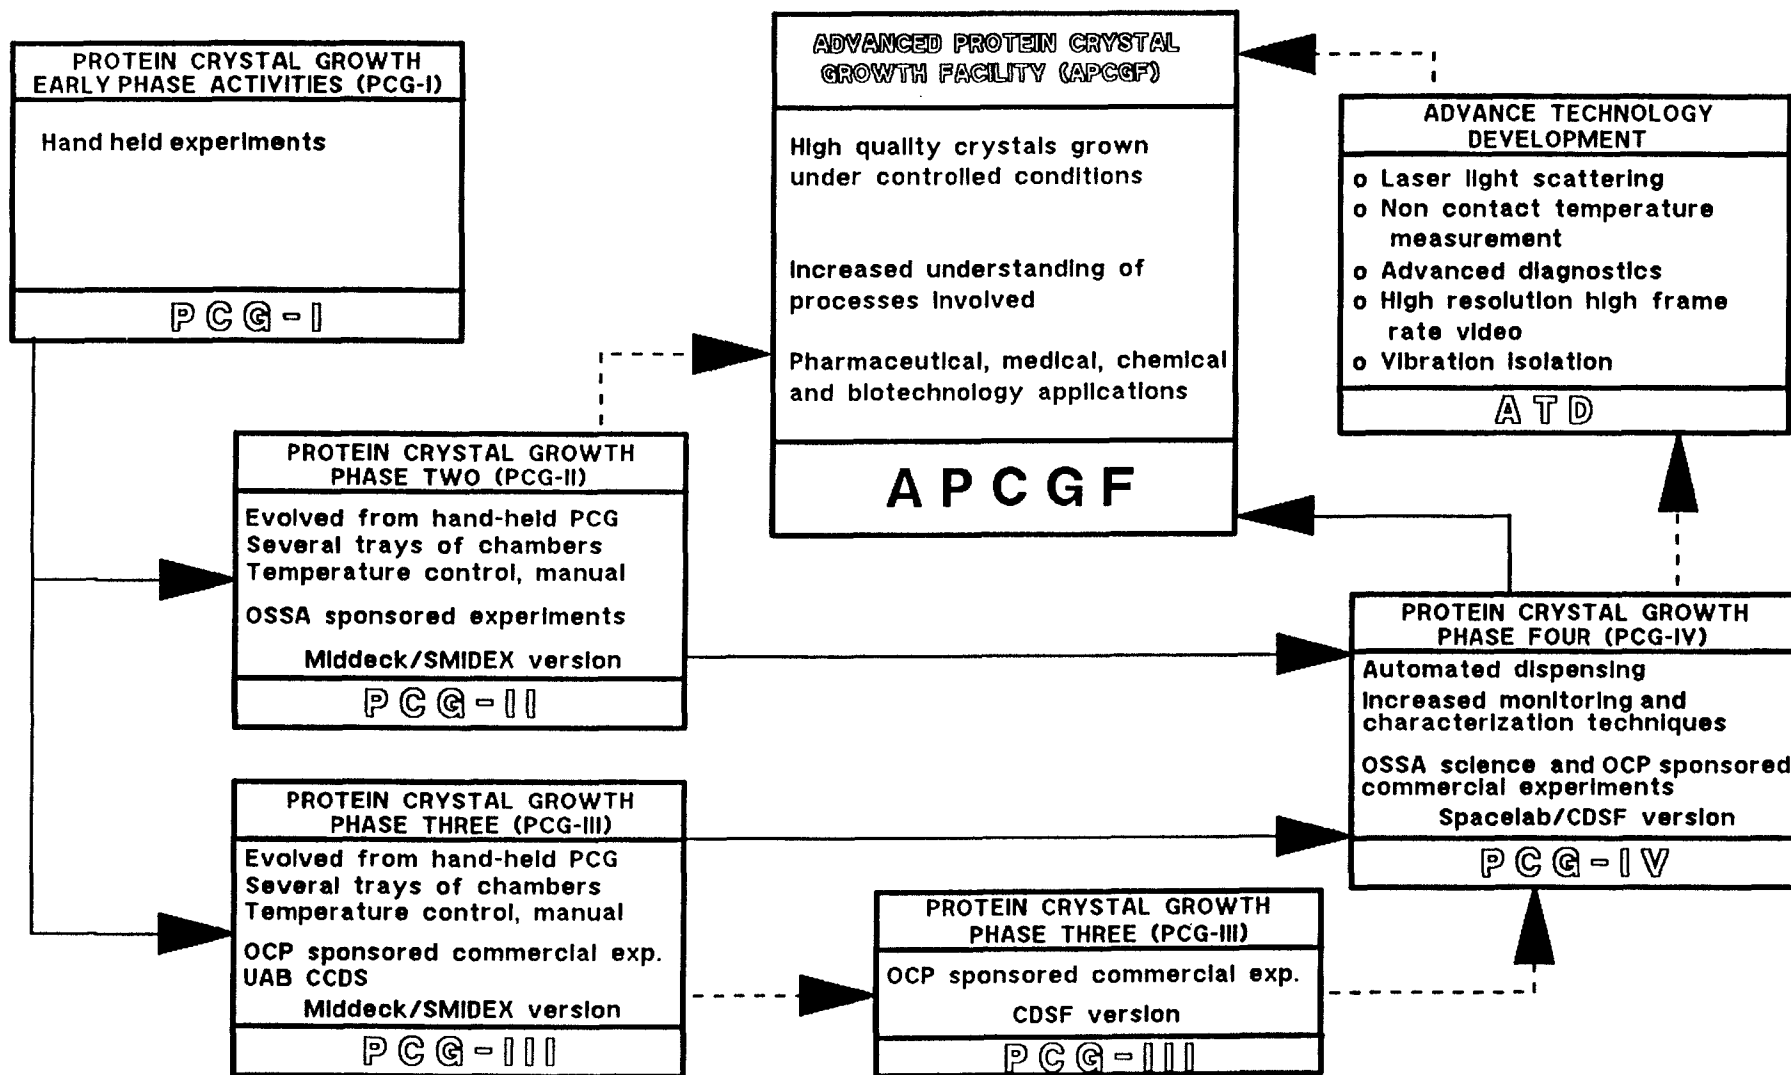 PROTEIN CRYSTAL GROWTH
EARLY PHASE ACTIVITIES (PCG-I)
Hand held experiments
PCG-I
ADVANCED PROTEIN CRYSTAL
GROWTH FACILITY (APCGF)
High quality crystals grown
under controlled conditions
Increased understanding of
processes involved
Pharmaceutical, medical, chemical
and biotechnology applications
APCGF
ADVANCE TECHNOLOGY
DEVELOPMENT
o Laser light scattering
o Non contact temperature
measurement
o Advanced diagnostics
o High resolution high frame
rate video
o Vibration isolation
ATD
PROTEIN CRYSTAL GROWTH
PHASE TWO (PCG-II)
Evolved from hand-held PCG
Several trays of chambers
Temperature control, manual
OSSA sponsored experiments
Middeck/SMIDEX version
PCG-II
PROTEIN CRYSTAL GROWTH
PHASE FOUR (PCG-IV)
Automated dispensing
Increased monitoring and
characterization techniques
OSSA science and OCP sponsored
commercial experiments
Spacelab/CDSF version
PCG-IV
PROTEIN CRYSTAL GROWTH
PHASE THREE (PCG-III)
Evolved from hand-held PCG
Several trays of chambers
Temperature control, manual
OCP sponsored commercial exp.
UAB CCDS
Middeck/SMIDEX version
PCG-III
PROTEIN CRYSTAL GROWTH
PHASE THREE (PCG-III)
OCP sponsored commercial exp.
CDSF version
PCG-III